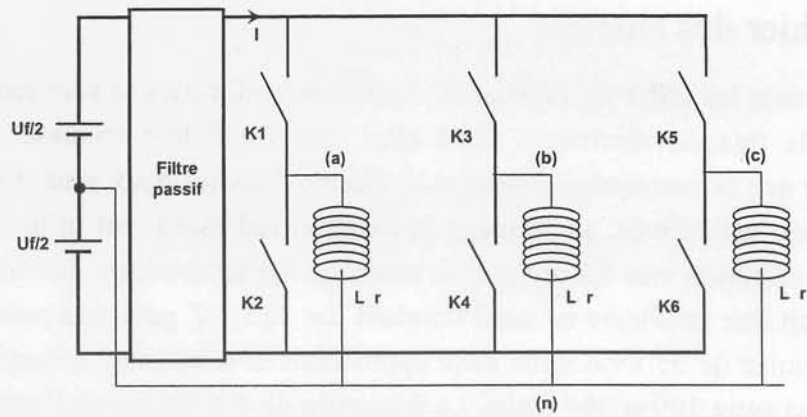 I
K1
K3
K5
Uf/2
Filtre
passif
(a)
(b)
(c)
Uf/2
K2
L r
K4
L r
K6
L r
(n)